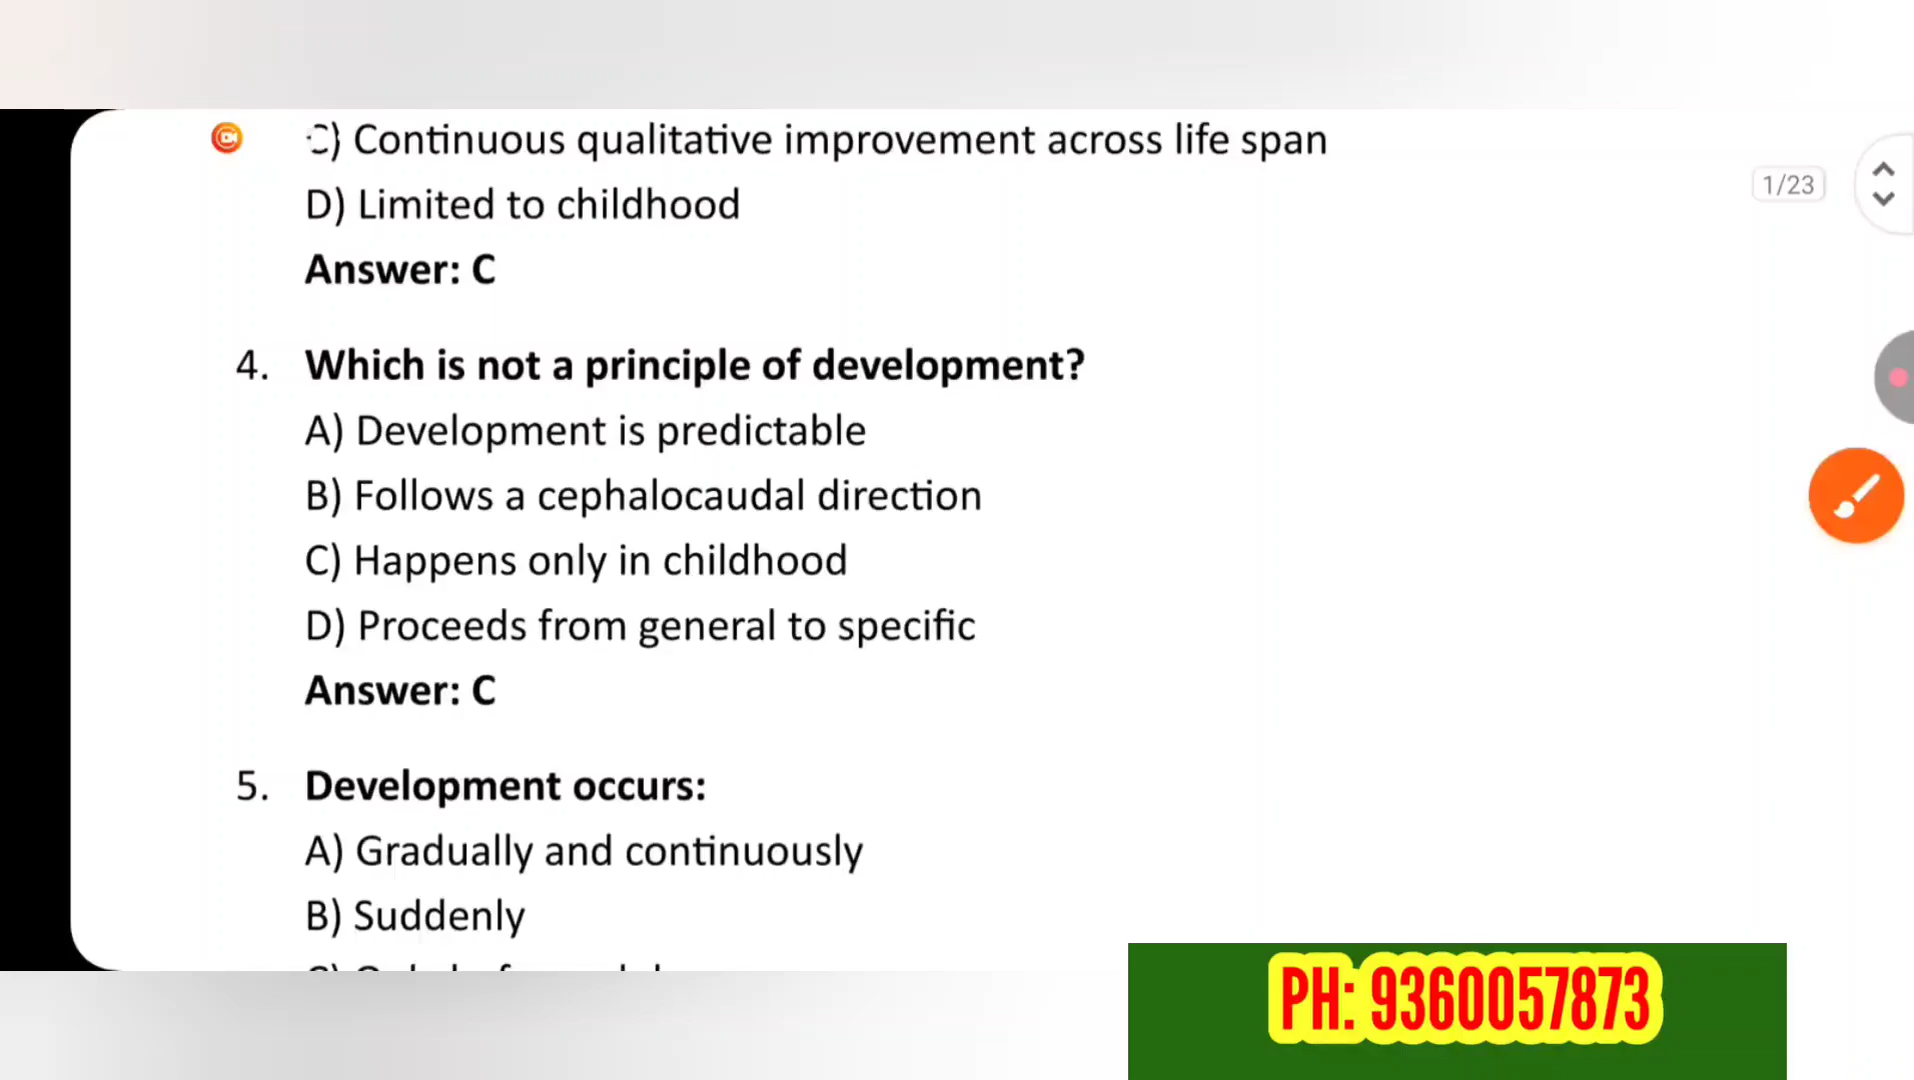 C) Continuous qualitative improvement across life span
D) Limited to childhood
Answer: C
1/23
4. Which is not a principle of development?
A) Development is predictable
B) Follows a cephalocaudal direction
C) Happens only in childhood
D) Proceeds from general to specific
Answer: C
5. Development occurs:
A) Gradually and continuously
B) Suddenly
PH: 9360057873